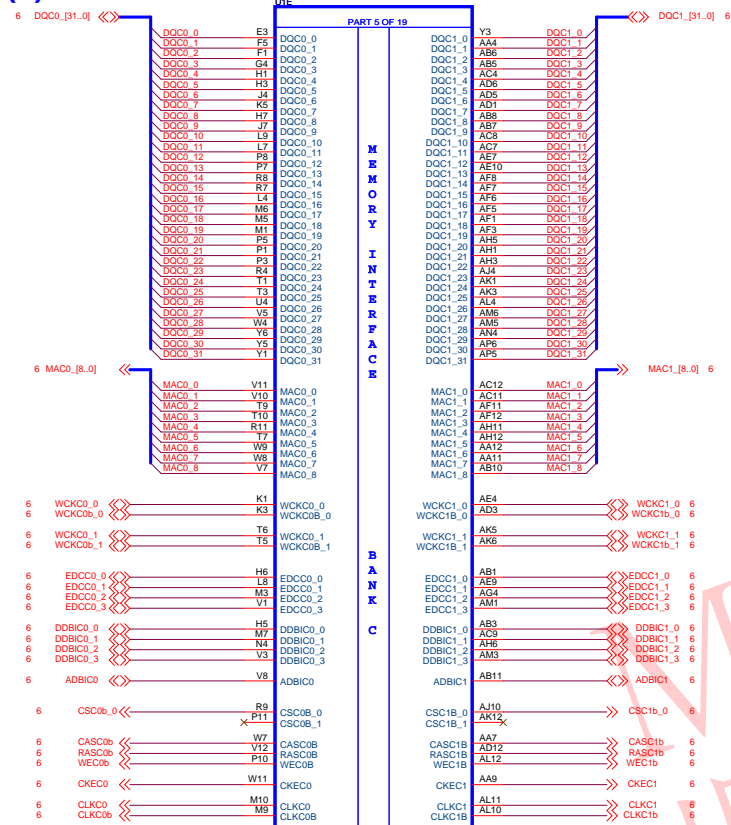 U1E
PART 5 OF 19
6 DQC0_[31..0] DQC1_[31..0] 6
DQC0_0 E3 DQC0_0 DQC1_0 Y3 DQC1_0
DQC0_1 F5 DQC0_1 DQC1_1 AA4 DQC1_1
DQC0_2 F1 DQC0_2 DQC1_2 AB6 DQC1_2
DQC0_3 G4 DQC0_3 DQC1_3 AB5 DQC1_3
DQC0_4 H1 DQC0_4 DQC1_4 AC4 DQC1_4
DQC0_5 H3 DQC0_5 DQC1_5 AD6 DQC1_5
DQC0_6 J4 DQC0_6 DQC1_6 AD5 DQC1_6
DQC0_7 K5 DQC0_7 DQC1_7 AD1 DQC1_7
DQC0_8 H7 DQC0_8 DQC1_8 AB8 DQC1_8
DQC0_9 J7 DQC0_9 DQC1_9 AB7 DQC1_9
DQC0_10 L9 DQC0_10 DQC1_10 AC8 DQC1_10
DQC0_11 L7 DQC0_11 DQC1_11 AC7 DQC1_11
DQC0_12 P8 DQC0_12 DQC1_12 AE7 DQC1_12
DQC0_13 P7 DQC0_13 DQC1_13 AE10 DQC1_13
DQC0_14 R8 DQC0_14 DQC1_14 AF8 DQC1_14
DQC0_15 R7 DQC0_15 DQC1_15 AF7 DQC1_15
DQC0_16 L4 DQC0_16 DQC1_16 AF6 DQC1_16
DQC0_17 M6 DQC0_17 DQC1_17 AF5 DQC1_17
DQC0_18 M5 DQC0_18 DQC1_18 AF1 DQC1_18
DQC0_19 M1 DQC0_19 DQC1_19 AF3 DQC1_19
DQC0_20 P5 DQC0_20 DQC1_20 AH5 DQC1_20
DQC0_21 P1 DQC0_21 DQC1_21 AH1 DQC1_21
DQC0_22 P3 DQC0_22 DQC1_22 AH3 DQC1_22
DQC0_23 R4 DQC0_23 DQC1_23 AJ4 DQC1_23
DQC0_24 T1 DQC0_24 DQC1_24 AK1 DQC1_24
DQC0_25 T3 DQC0_25 DQC1_25 AK3 DQC1_25
DQC0_26 U4 DQC0_26 DQC1_26 AL4 DQC1_26
DQC0_27 V5 DQC0_27 DQC1_27 AM6 DQC1_27
DQC0_28 W4 DQC0_28 DQC1_28 AM5 DQC1_28
DQC0_29 Y6 DQC0_29 DQC1_29 AN4 DQC1_29
DQC0_30 Y5 DQC0_30 DQC1_30 AP6 DQC1_30
DQC0_31 Y1 DQC0_31 DQC1_31 AP5 DQC1_31
MEMORY INTERFACE
6 MAC0_[8..0] MAC1_[8..0] 6
MAC0_0 V11 MAC0_0 MAC1_0 AC12 MAC1_0
MAC0_1 V10 MAC0_1 MAC1_1 AC11 MAC1_1
MAC0_2 T9 MAC0_2 MAC1_2 AF11 MAC1_2
MAC0_3 T10 MAC0_3 MAC1_3 AF12 MAC1_3
MAC0_4 R11 MAC0_4 MAC1_4 AH11 MAC1_4
MAC0_5 T7 MAC0_5 MAC1_5 AH12 MAC1_5
MAC0_6 W9 MAC0_6 MAC1_6 AA12 MAC1_6
MAC0_7 W8 MAC0_7 MAC1_7 AA11 MAC1_7
MAC0_8 V7 MAC0_8 MAC1_8 AB10 MAC1_8
6 WCKC0_0 K1 WCKC0_0 WCKC1_0 AE4 WCKC1_0 6
6 WCKC0b_0 K3 WCKC0B_0 WCKC1B_0 AD3 WCKC1b_0 6
6 WCKC0_1 T6 WCKC0_1 WCKC1_1 AK5 WCKC1_1 6
6 WCKC0b_1 T5 WCKC0B_1 WCKC1B_1 AK6 WCKC1b_1 6
BANK C
6 EDCC0_0 H6 EDCC0_0 EDCC1_0 AB1 EDCC1_0 6
6 EDCC0_1 L8 EDCC0_1 EDCC1_1 AE9 EDCC1_1 6
6 EDCC0_2 M3 EDCC0_2 EDCC1_2 AG4 EDCC1_2 6
6 EDCC0_3 V1 EDCC0_3 EDCC1_3 AM1 EDCC1_3 6
6 DDBIC0_0 H5 DDBIC0_0 DDBIC1_0 AB3 DDBIC1_0 6
6 DDBIC0_1 M7 DDBIC0_1 DDBIC1_1 AC9 DDBIC1_1 6
6 DDBIC0_2 N4 DDBIC0_2 DDBIC1_2 AH6 DDBIC1_2 6
6 DDBIC0_3 V3 DDBIC0_3 DDBIC1_3 AM3 DDBIC1_3 6
6 ADBIC0 V8 ADBIC0 ADBIC1 AB11 ADBIC1 6
6 CSC0b_0 R9 CSC0B_0 CSC1B_0 AJ10 CSC1b_0 6
P11 CSC0B_1 CSC1B_1 AK12
6 CASC0b W7 CASC0B CASC1B AA7 CASC1b 6
6 RASC0b V12 RASC0B RASC1B AD12 RASC1b 6
6 WEC0b P10 WEC0B WEC1B AL12 WEC1b 6
6 CKEC0 W11 CKEC0 CKEC1 AA9 CKEC1 6
6 CLKC0 M10 CLKC0 CLKC1 AL11 CLKC1 6
6 CLKC0b M9 CLKC0B CLKC1B AL10 CLKC1b 6